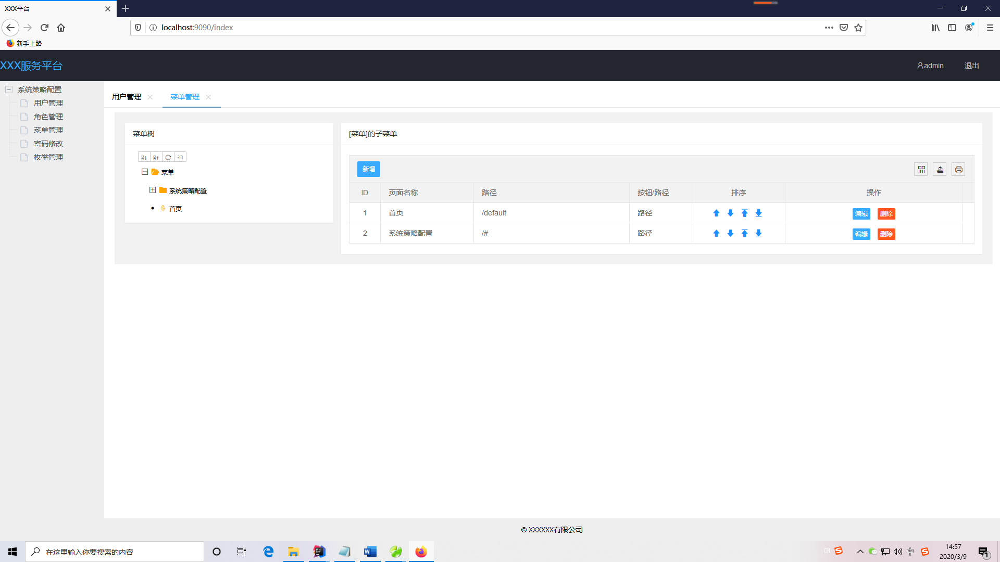 XXX平台
localhost:9090/index
新手上路
XXX服务平台
admin
退出
系统策略配置
用户管理
角色管理
菜单管理
密码修改
枚举管理
用户管理
菜单管理
菜单树
菜单
系统策略配置
首页
[菜单]的子菜单
新增
ID 页面名称 路径 按钮/路径 排序 操作
1 首页 /default 路径 编辑 删除
2 系统策略配置 /# 路径 编辑 删除
© XXXXXX有限公司
在这里输入你要搜索的内容
CH
中
14:57
2020/3/9
1